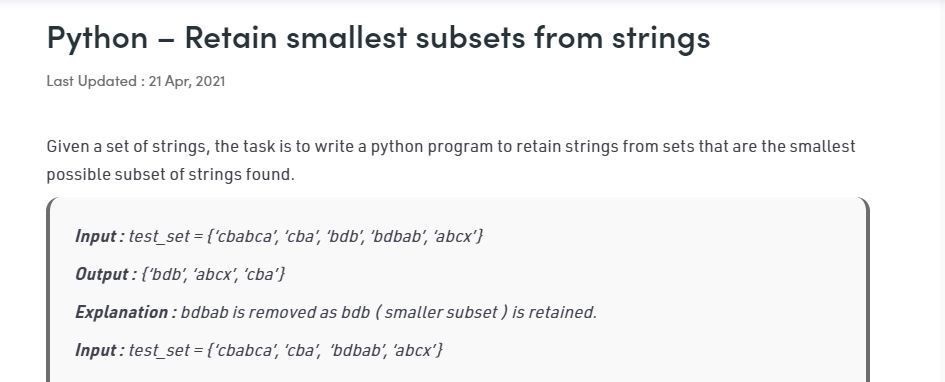 Python – Retain smallest subsets from strings
Last Updated : 21 Apr, 2021
Given a set of strings, the task is to write a python program to retain strings from sets that are the smallest
possible subset of strings found.
Input : test_set = {‘cbabca’, ‘cba’, ‘bdb’, ‘bdbab’, ‘abcx’}
Output : {‘bdb’, ‘abcx’, ‘cba’}
Explanation : bdbab is removed as bdb ( smaller subset ) is retained.
Input : test_set = {‘cbabca’, ‘cba’,  ‘bdbab’, ‘abcx’}